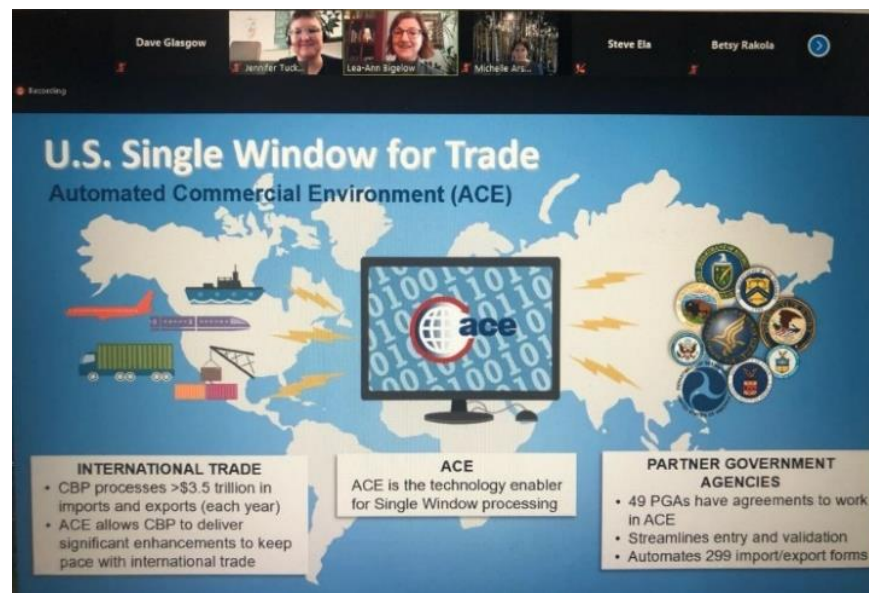 Dave Glasgow
Jennifer Tuck...
Lea-Ann Bigelow
Michelle Ars...
Steve Ela
Betsy Rakola
Recording
U.S. Single Window for Trade
Automated Commercial Environment (ACE)
ace
INTERNATIONAL TRADE
• CBP processes >$3.5 trillion in
imports and exports (each year)
• ACE allows CBP to deliver
significant enhancements to keep
pace with international trade
ACE
ACE is the technology enabler
for Single Window processing
PARTNER GOVERNMENT
AGENCIES
• 49 PGAs have agreements to work
in ACE
• Streamlines entry and validation
• Automates 299 import/export forms